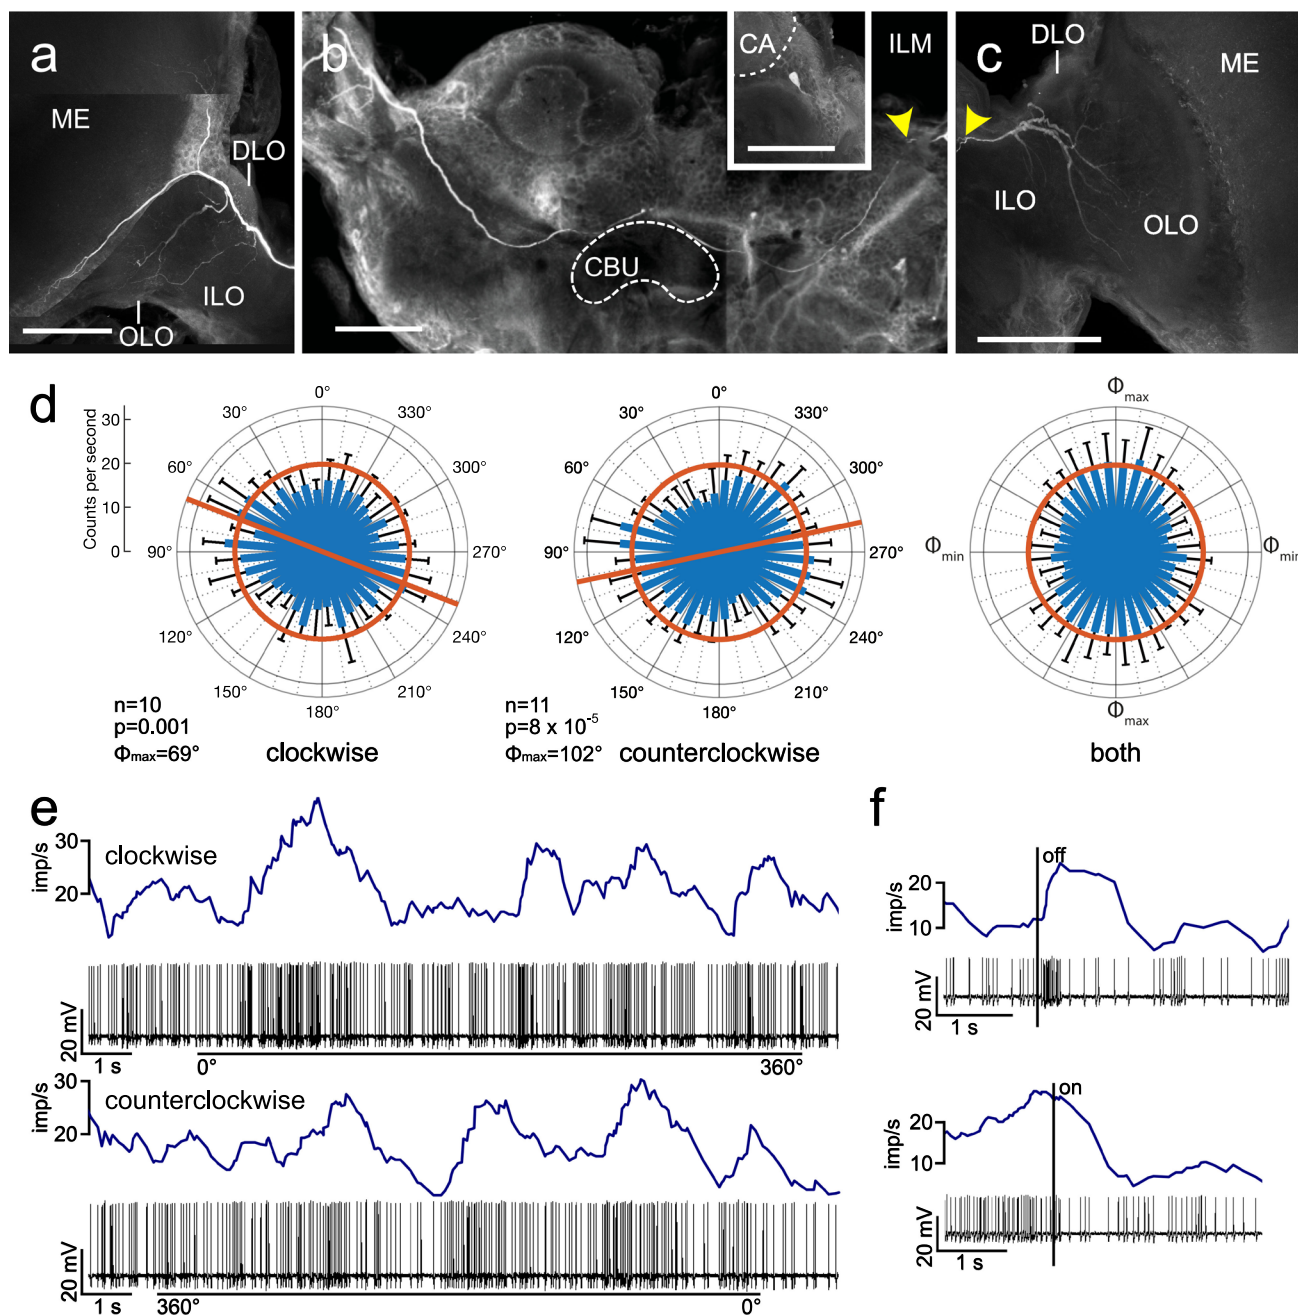 a
ME
DLO
ILO
OLO
b
CBU
CA
ILM
c
DLO
ME
ILO
OLO
d
Counts per second
30
20
10
0
0°
30°
330°
60°
300°
90°
270°
120°
240°
150°
210°
180°
n=10
p=0.001
Φmax=69°
clockwise
0°
30°
330°
60°
300°
90°
270°
120°
240°
150°
210°
180°
n=11
p=8 x 10⁻⁵
Φmax=102°
counterclockwise
Φmax
Φmin
Φmin
Φmax
both
e
imp/s
30
20
clockwise
20 mV
1 s
0°
360°
imp/s
30
20
counterclockwise
20 mV
1 s
360°
0°
f
off
imp/s
20
10
20 mV
1 s
on
imp/s
20
10
20 mV
1 s